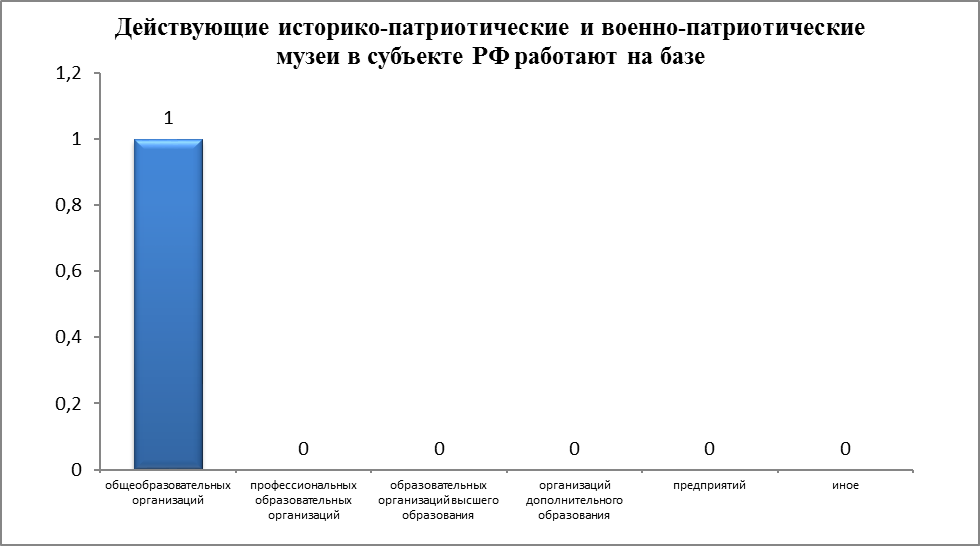 Действующие историко-патриотические и военно-патриотические
музеи в субъекте РФ работают на базе
1,2
1
0,8
0,6
0,4
0,2
0
1
0
0
0
0
0
общеобразовательных
организаций
профессиональных
образовательных
организаций
образовательных
организаций высшего
образования
организаций
дополнительного
образования
предприятий
иное